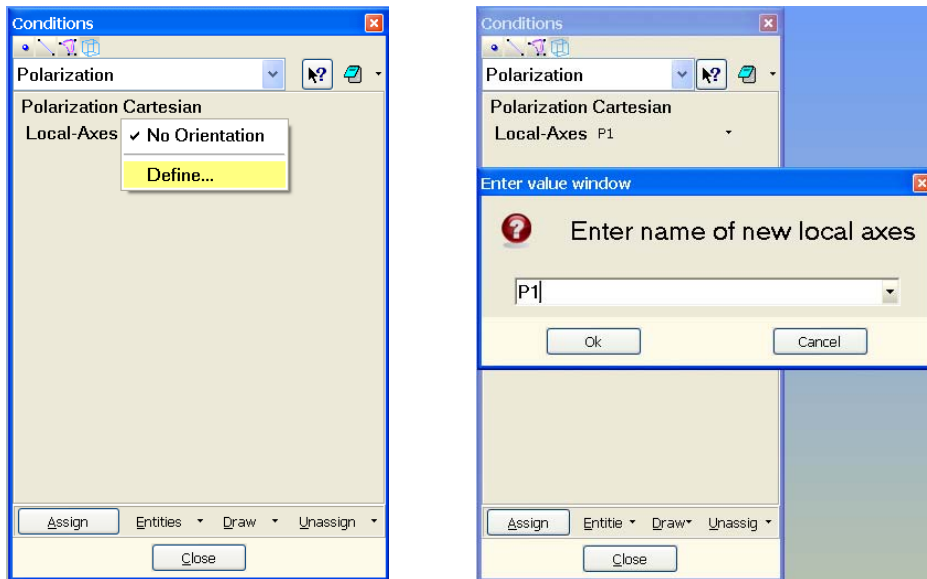 Conditions
Polarization
Polarization Cartesian
Local-Axes
No Orientation
Define...
Assign Entities Draw Unassign
Close
Conditions
Polarization
Polarization Cartesian
Local-Axes P1
Enter value window
Enter name of new local axes
P1
Ok Cancel
Assign Entitie Draw Unassig
Close